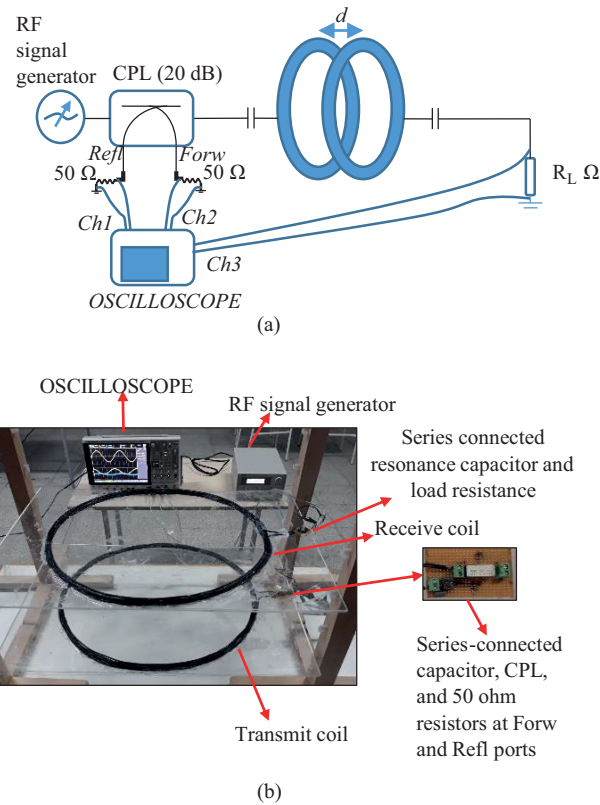 RF
signal
generator
CPL (20 dB)
d
Refl
Forw
50 Ω
50 Ω
Ch1
Ch2
Ch3
R_L Ω
OSCILLOSCOPE
(a)
OSCILLOSCOPE
RF signal generator
Series connected
resonance capacitor and
load resistance
Receive coil
Series-connected
capacitor, CPL,
and 50 ohm
resistors at Forw
and Refl ports
Transmit coil
(b)